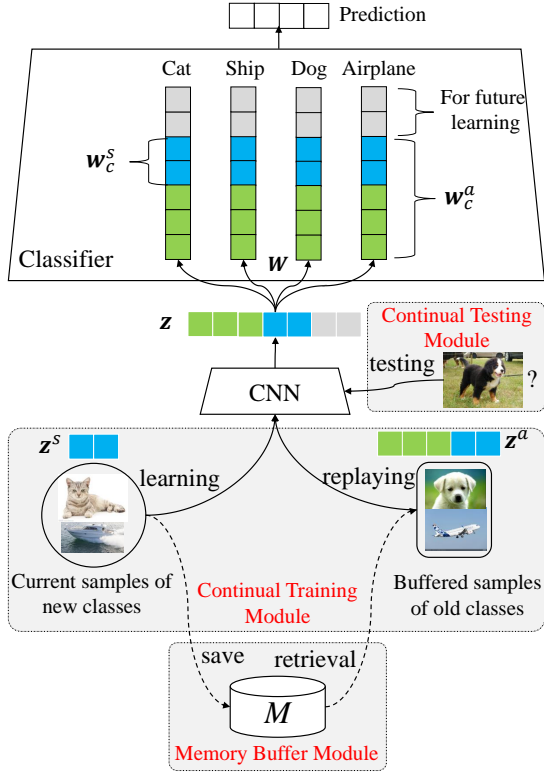 Prediction
Cat Ship Dog Airplane
For future
learning
w_c^s
w_c^a
Classifier
W
z
Continual Testing
Module
testing
?
CNN
z^s
z^a
learning
replaying
Current samples of
new classes
Buffered samples
of old classes
Continual Training
Module
save
retrieval
M
Memory Buffer Module